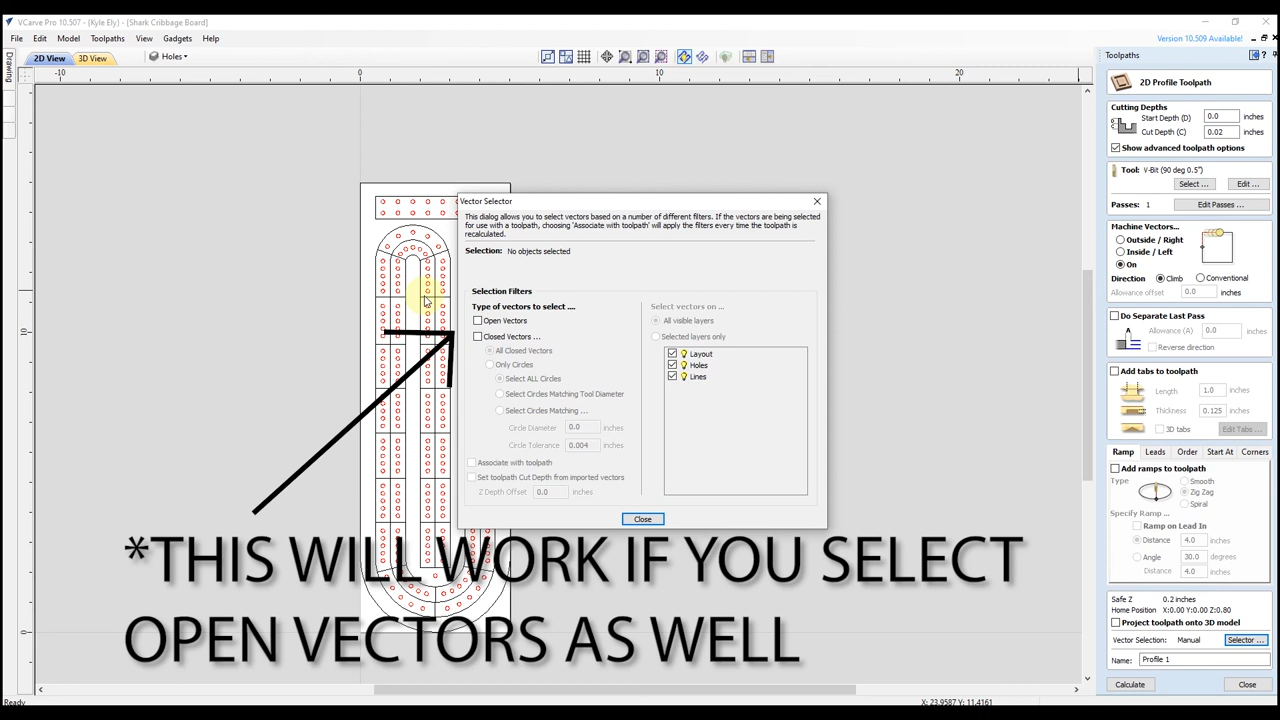 VCarve Pro 10.507 - {Kyle Ely} - [Shark Cribbage Board]
File Edit Model Toolpaths View Gadgets Help
Version 10.509 Available!
2D View 3D View Holes
Drawing
-10 0 10 20
10
0
Vector Selector
This dialog allows you to select vectors based on a number of different filters. If the vectors are being selected
for use with a toolpath, choosing 'Associate with toolpath' will apply the filters every time the toolpath is
recalculated.
Selection: No objects selected
Selection Filters
Type of vectors to select ....
Open Vectors
Closed Vectors ...
All Closed Vectors
Only Circles
Select ALL Circles
Select Circles Matching Tool Diameter
Select Circles Matching ...
Circle Diameter 0.0 inches
Circle Tolerance 0.004 inches
Associate with toolpath
Set toolpath Cut Depth from imported vectors
Z Depth Offset 0.0 inches
Select vectors on ...
All visible layers
Selected layers only
Layout
Holes
Lines
Close
*THIS WILL WORK IF YOU SELECT
OPEN VECTORS AS WELL
Toolpaths
2D Profile Toolpath
Cutting Depths
Start Depth (D) 0.0 inches
Cut Depth (C) 0.02 inches
Show advanced toolpath options
Tool: V-Bit (90 deg 0.5")
Select ... Edit ...
Passes: 1 Edit Passes ...
Machine Vectors...
Outside / Right
Inside / Left
On
Direction Climb Conventional
Allowance offset 0.0 inches
Do Separate Last Pass
Allowance (A) 0.0 inches
Reverse direction
Add tabs to toolpath
Length 1.0 inches
Thickness 0.125 inches
3D tabs Edit Tabs ...
Ramp Leads Order Start At Corners
Add ramps to toolpath
Type Smooth
Zig Zag
Spiral
Specify Ramp ...
Ramp on Lead In
Distance 4.0 inches
Angle 30.0 degrees
Distance 4.0 inches
Safe Z 0.2 inches
Home Position X:0.00 Y:0.00 Z:0.80
Project toolpath onto 3D model
Vector Selection: Manual Selector ...
Name: Profile 1
Calculate Close
Ready X: 23.9587 Y: 11.4161